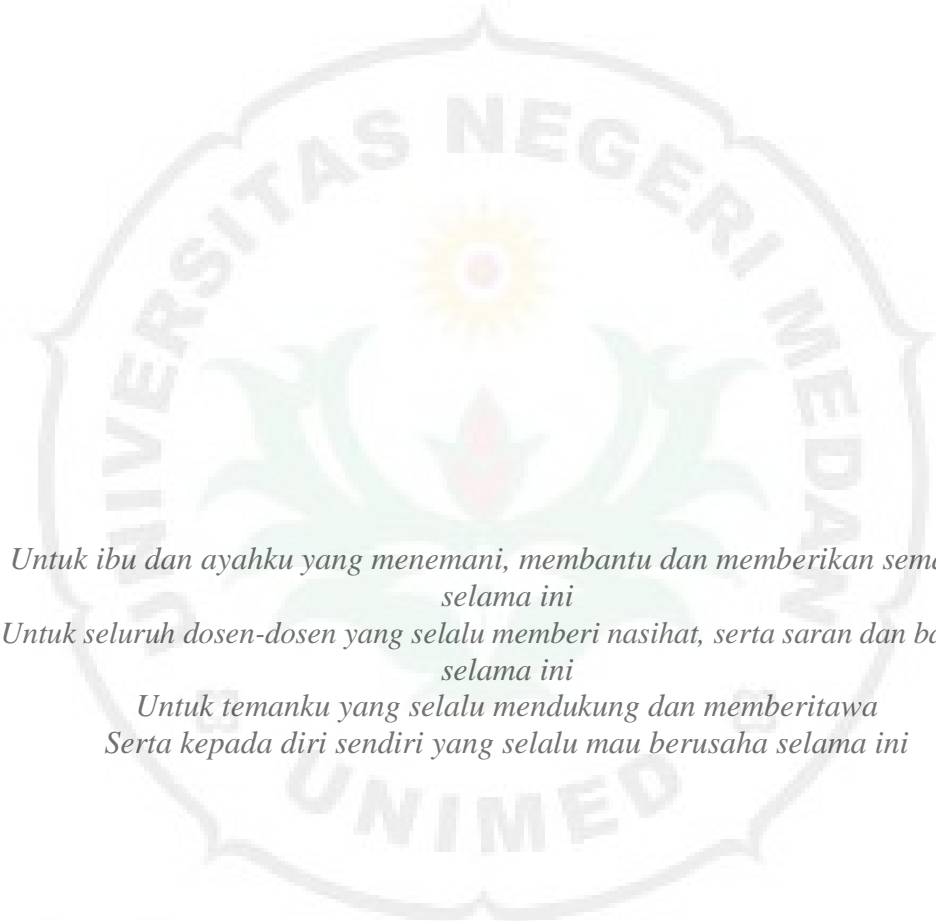 UNIVERSITAS NEGERI MEDAN
Untuk ibu dan ayahku yang menemani, membantu dan memberikan
selama ini
Untuk seluruh dosen-dosen yang selalu memberi nasihat, serta saran dan
selama ini
Untuk temanku yang selalu mendukung dan memberitawa
Serta kepada diri sendiri yang selalu mau berusaha selama ini
UNIMED